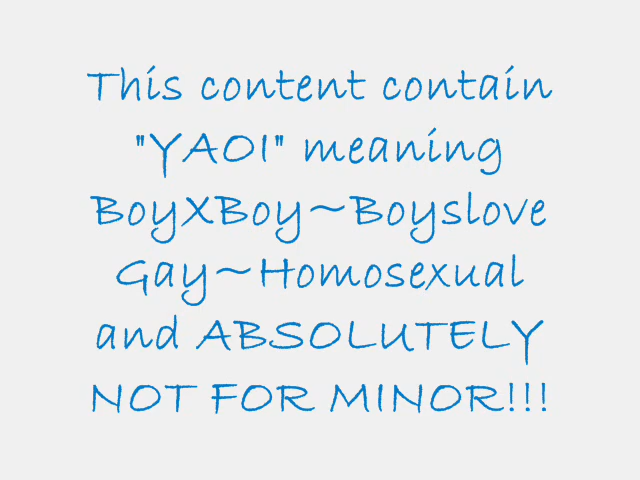 This content contain
"YAOI" meaning
BoyXBoy~Boyslove
Gay~Homosexual
and ABSOLUTELY
NOT FOR MINOR!!!